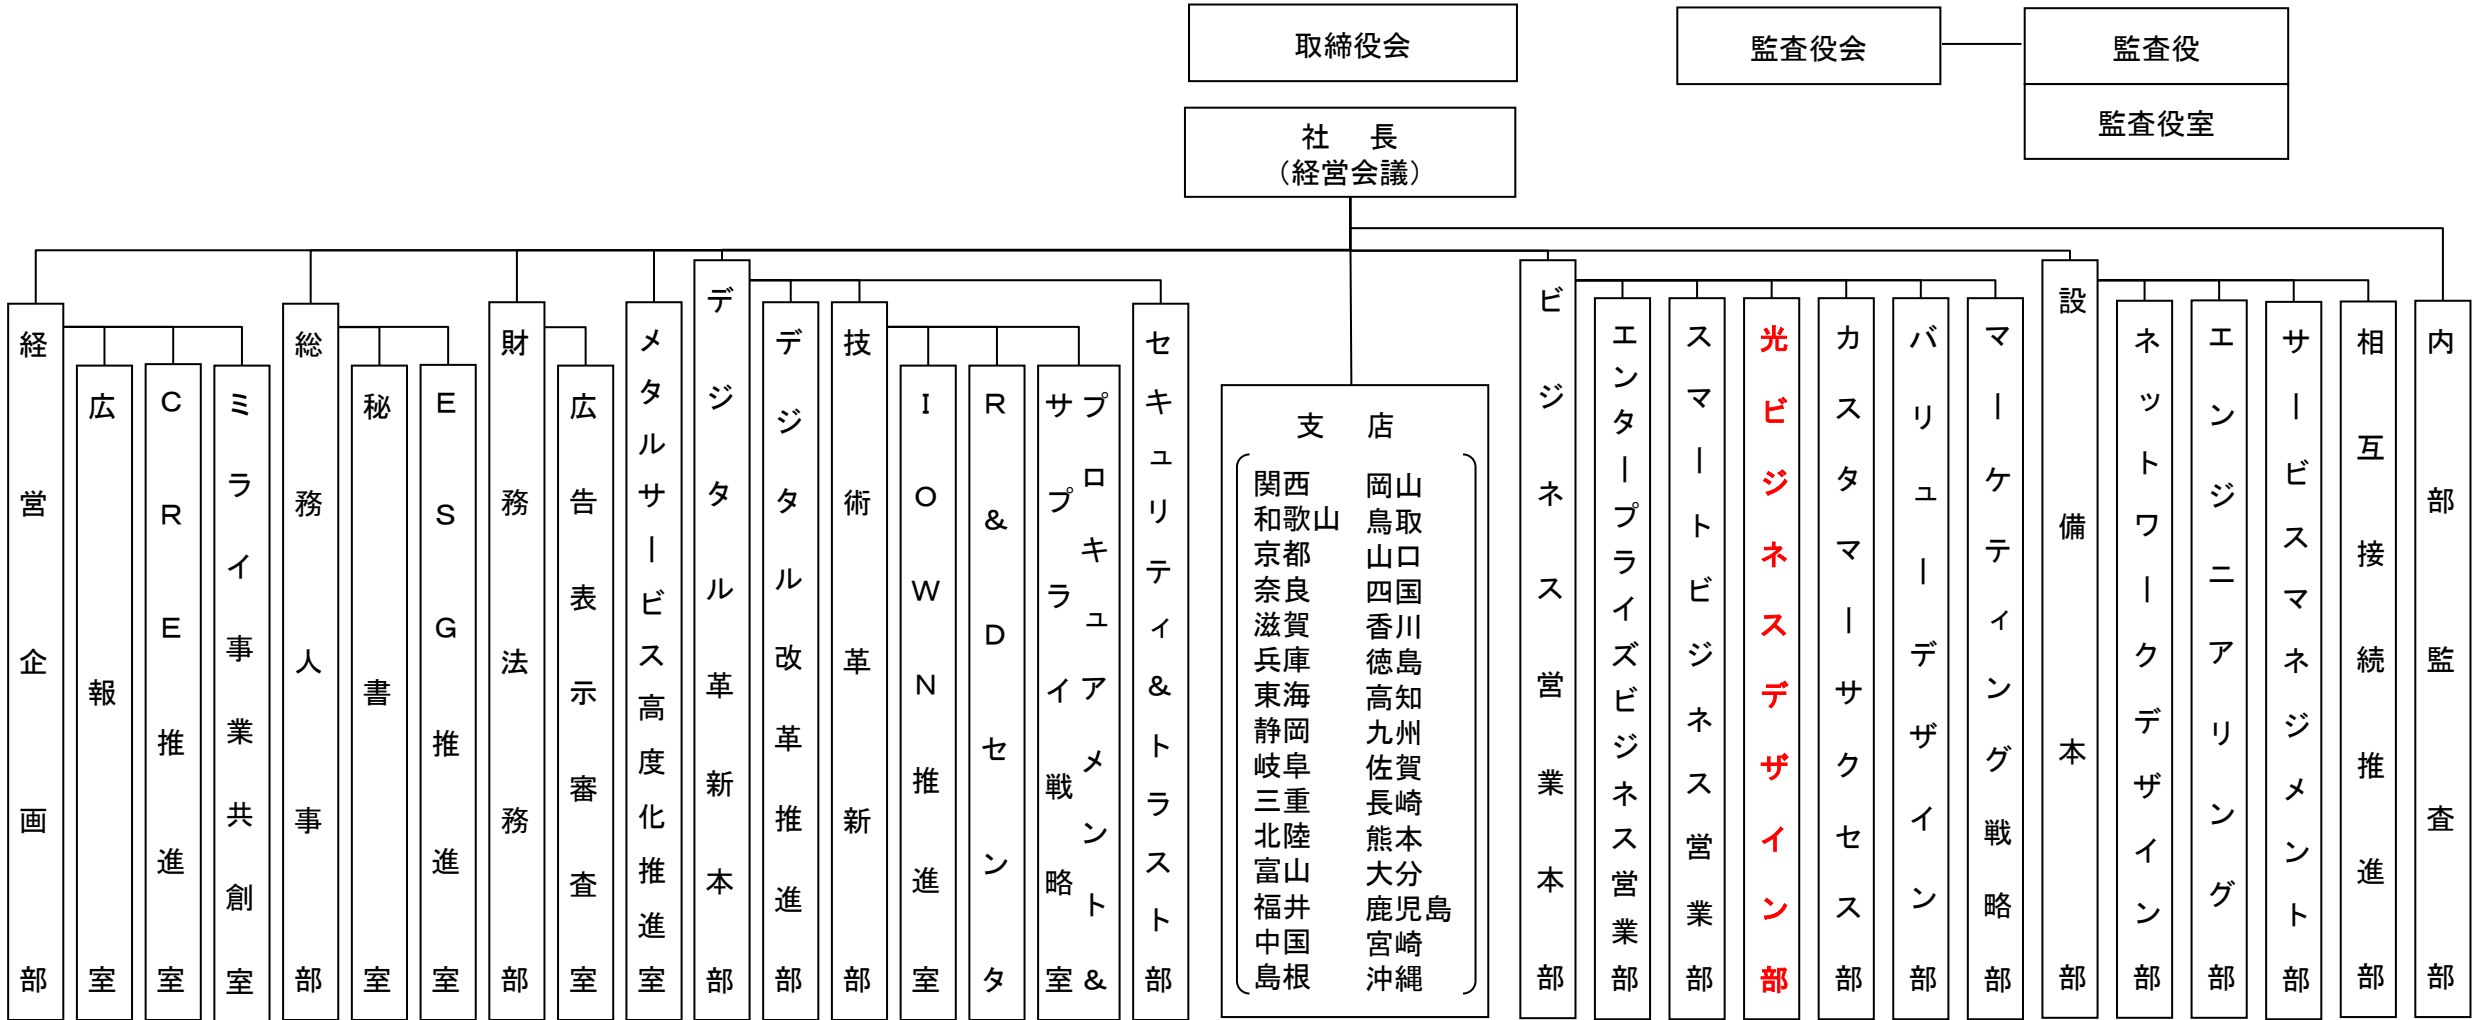 取締役会
監査役会
監査役
監査役室
社　長
（経営会議）
経営企画部
広報室
ＣＲＥ推進室
ミライ事業共創室
総務人事部
秘書室
ＥＳＧ推進室
財務法務部
広告表示審査室
メタルサービス高度化推進室
デジタル革新本部
デジタル改革推進部
技術革新部
ＩＯＷＮ推進室
Ｒ＆Ｄセンタ
プロキュアメント＆
サプライ戦略室
セキュリティ＆トラスト部
支　店
関西　岡山
和歌山　鳥取
京都　山口
奈良　四国
滋賀　香川
兵庫　徳島
東海　高知
静岡　九州
岐阜　佐賀
三重　長崎
北陸　熊本
富山　大分
福井　鹿児島
中国　宮崎
島根　沖縄
ビジネス営業本部
エンタープライズビジネス営業部
スマートビジネス営業部
光ビジネスデザイン部
カスタマーサクセス部
バリューデザイン部
マーケティング戦略部
設備本部
ネットワークデザイン部
エンジニアリング部
サービスマネジメント部
相互接続推進部
内部監査部